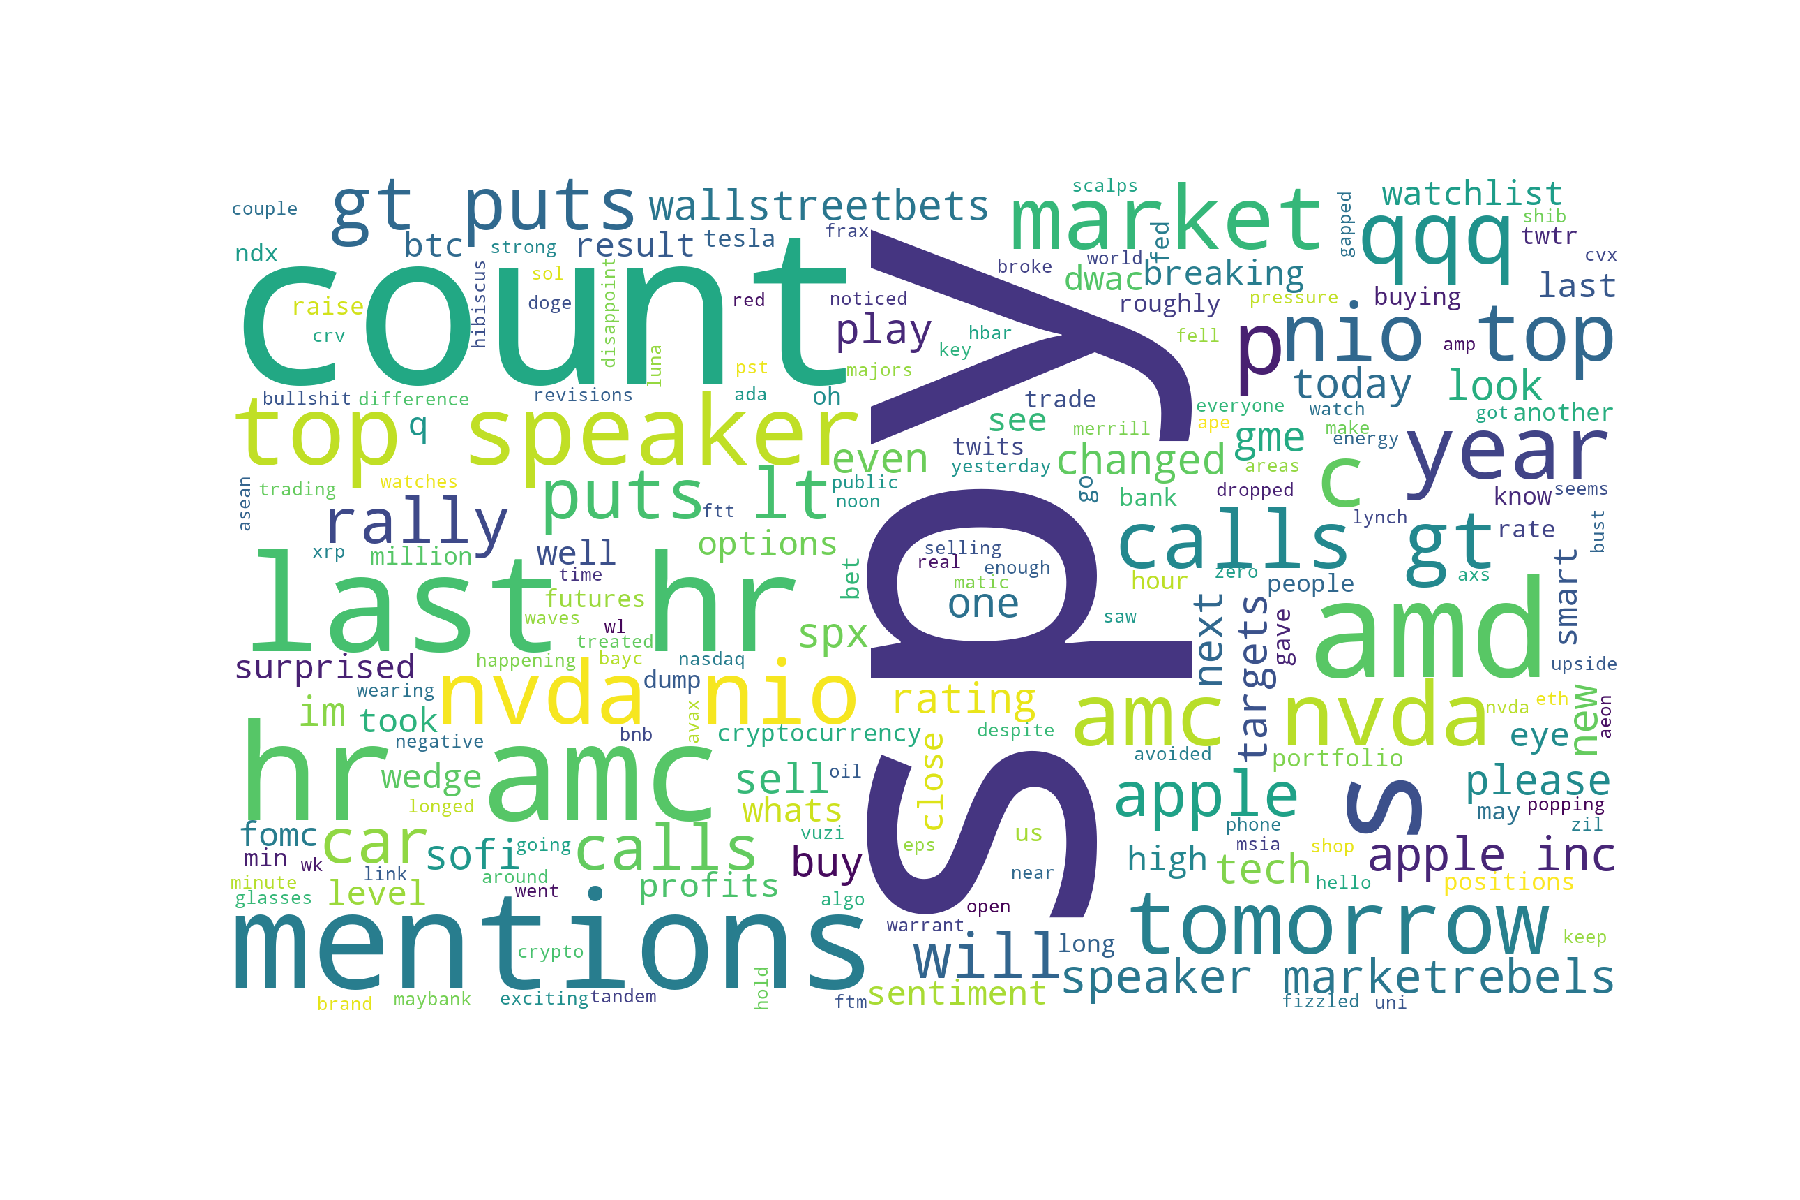 couple
gt puts
wallstreetbets
scalps
market
watchlist
gapped
qqq
shib
twtr
ndx
btc
strong
result
tesla
frax
fed
cvx
count
spy
broke
world
dwac
breaking
last
raise
sol
doge
disappoint
red
noticed
roughly
pressure
buying
crv
hibiscus
luna
play
hbar
key
fell
p
nio
amp
top
pst
majors
bullshit
difference
revisions
ada
oh
trade
today
look
top speaker
q
see
merrill
everyone
ape
watch
make
got
another
even
twits
gme
energy
year
yesterday
changed
areas
c
trading
watches
puts lt
public
noon
go
bank
dropped
know
seems
asean
rally
ftt
calls gt
lynch
rate
bust
xrp
million
well
options
selling
real
enough
matic
one
hour
zero
people
axs
smart
last hr
time
futures
bet
saw
next
targets
gave
amd
waves
wl
treated
spx
surprised
happening
bayc
nasdaq
upside
wearing
nvda
dump
nio
rating
amc nvda
nvda
eth
new
aeon
im
took
avax
negative
bnb
cryptocurrency
despite
eye
hr
amc
wedge
sell
oil
close
avoided
portfolio
longed
whats
apple
s
please
may
popping
fomc
car
sofi
going
calls
vuzi
eps
us
phone
msia
shop
zil
min
wk
link
around
buy
near
high
tech
apple inc
minute
glasses
level
went
profits
algo
open
hello
positions
mentions
warrant
will
long
tomorrow
keep
crypto
hold
speaker marketrebels
brand
maybank
exciting
tandem
ftm
sentiment
fizzled
uni